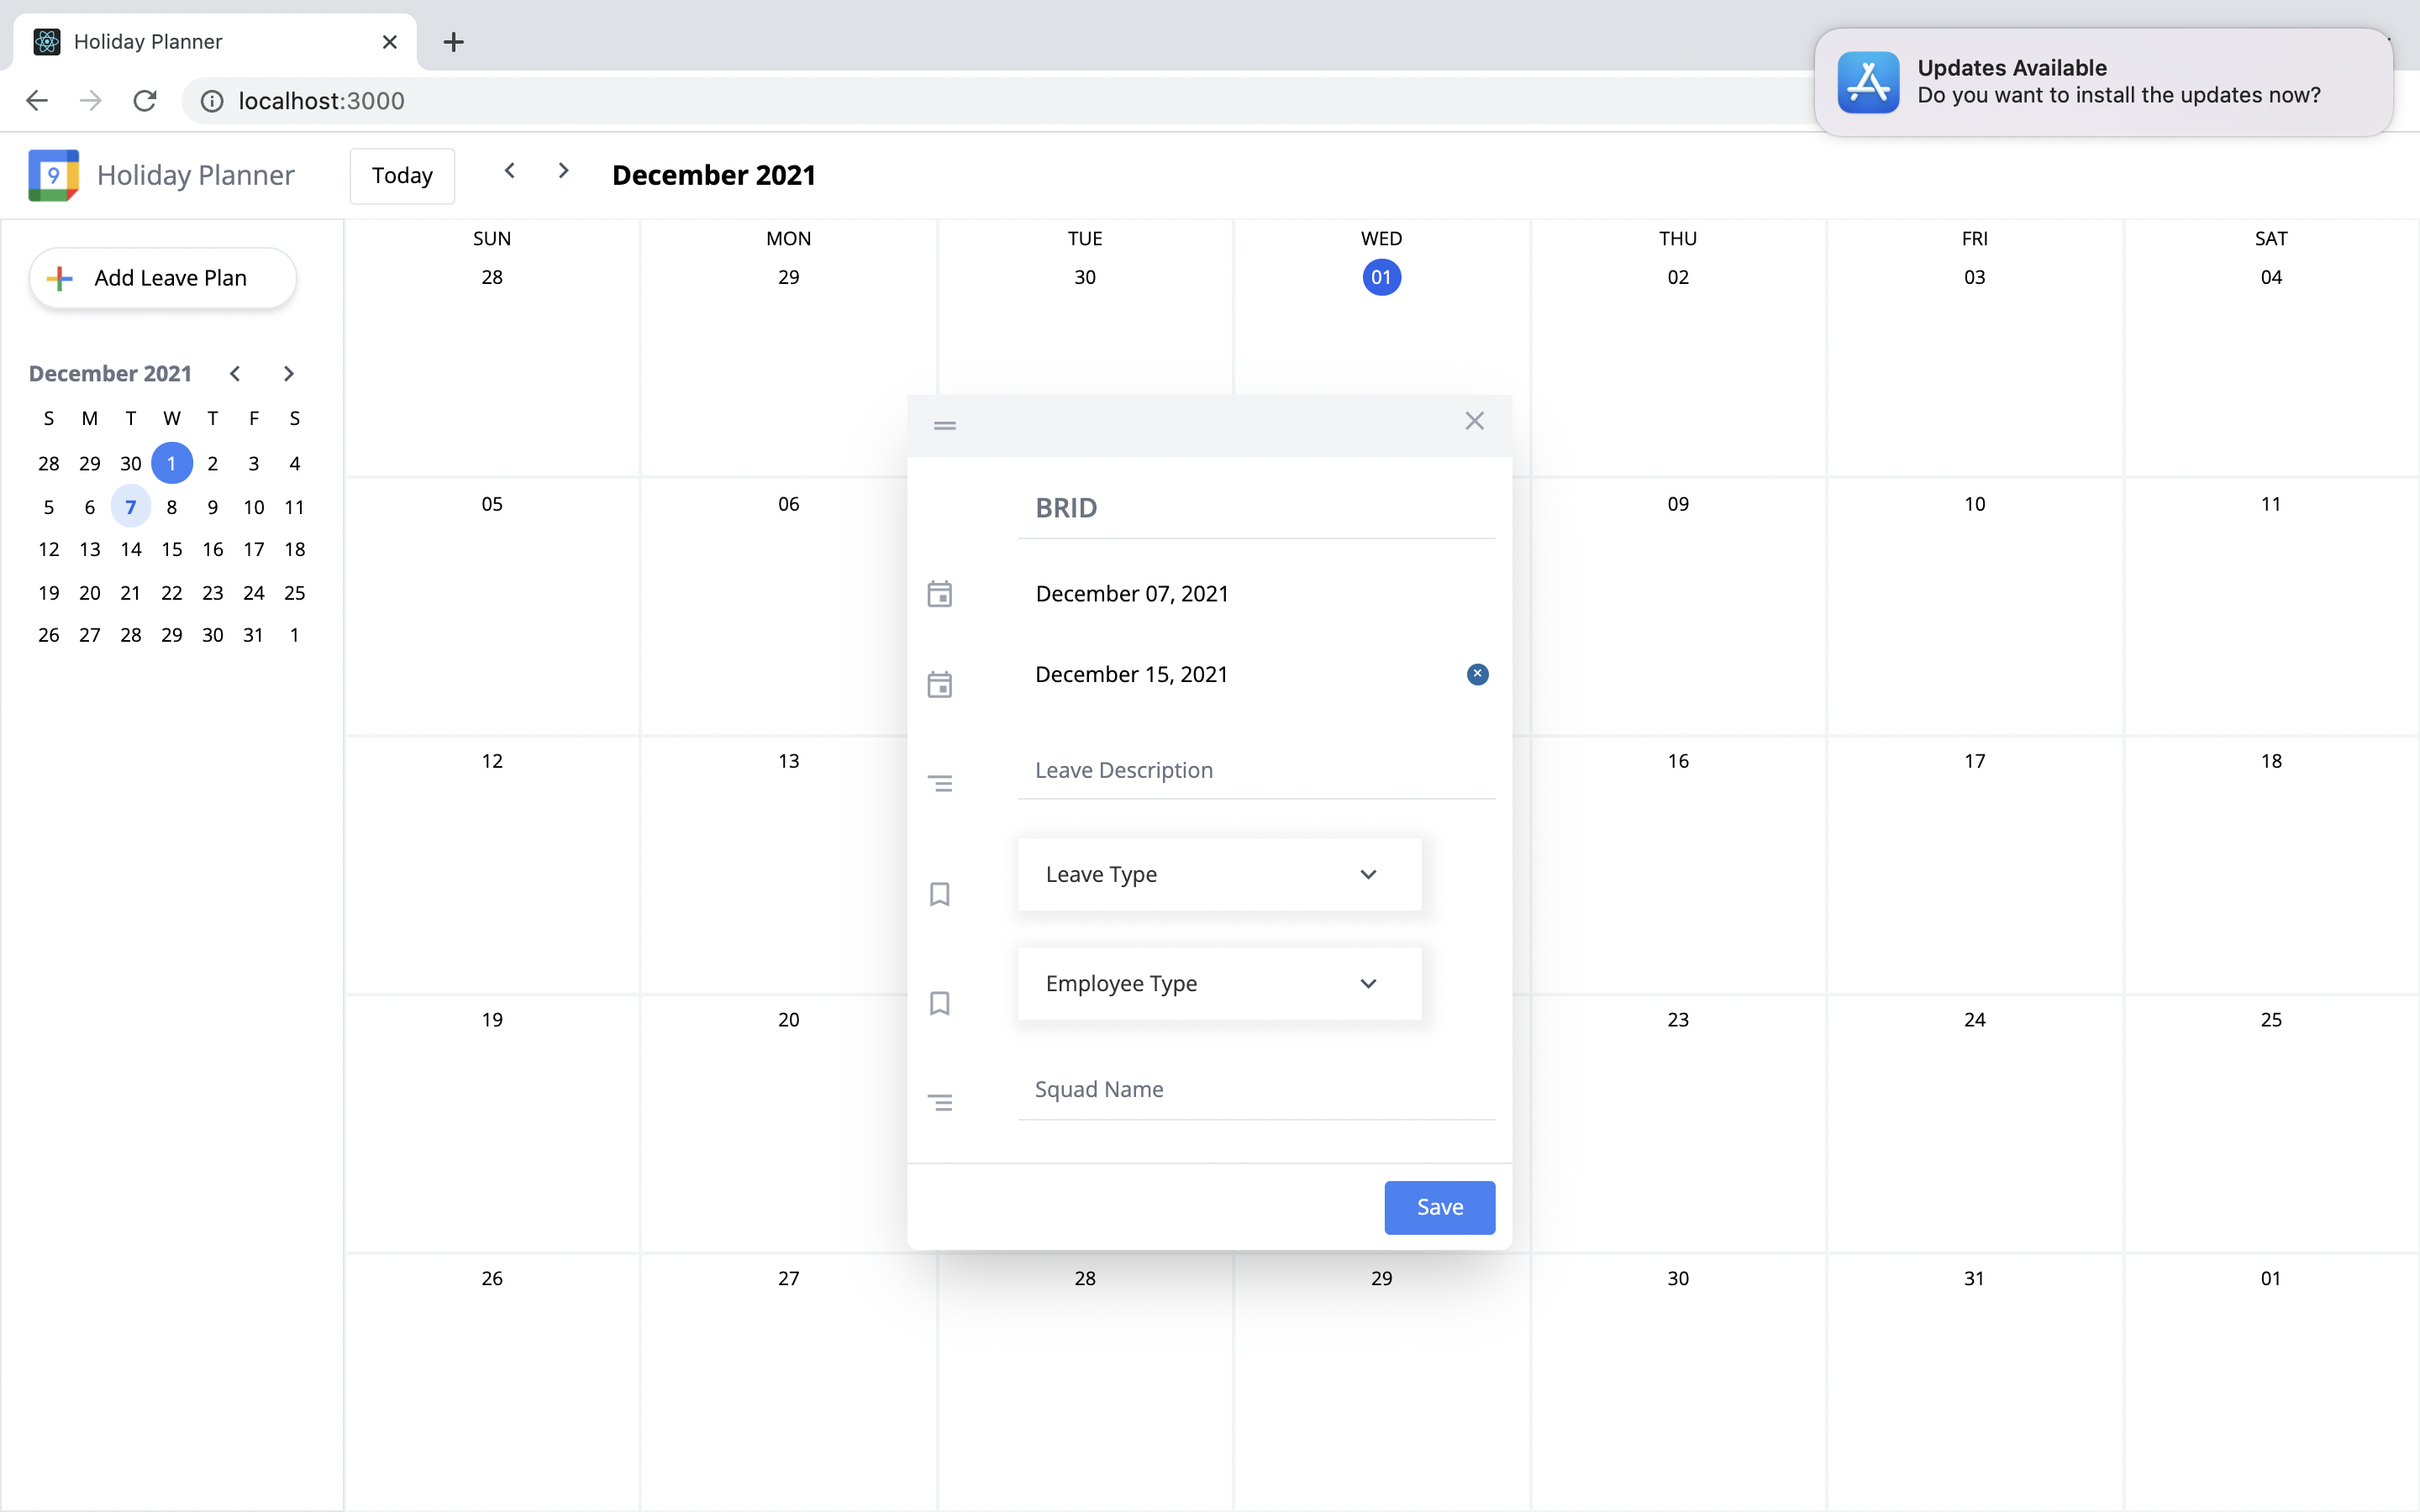 Holiday Planner
localhost:3000
Updates Available
Do you want to install the updates now?
9 Holiday Planner
Today
December 2021
Add Leave Plan
December 2021
S M T W T F S
28 29 30 1 2 3 4
5 6 7 8 9 10 11
12 13 14 15 16 17 18
19 20 21 22 23 24 25
26 27 28 29 30 31 1
SUN MON TUE WED THU FRI SAT
28 29 30 01 02 03 04
05 06 09 10 11
12 13 16 17 18
19 20 23 24 25
26 27 28 29 30 31 01
BRID
December 07, 2021
December 15, 2021
Leave Description
Leave Type
Employee Type
Squad Name
Save